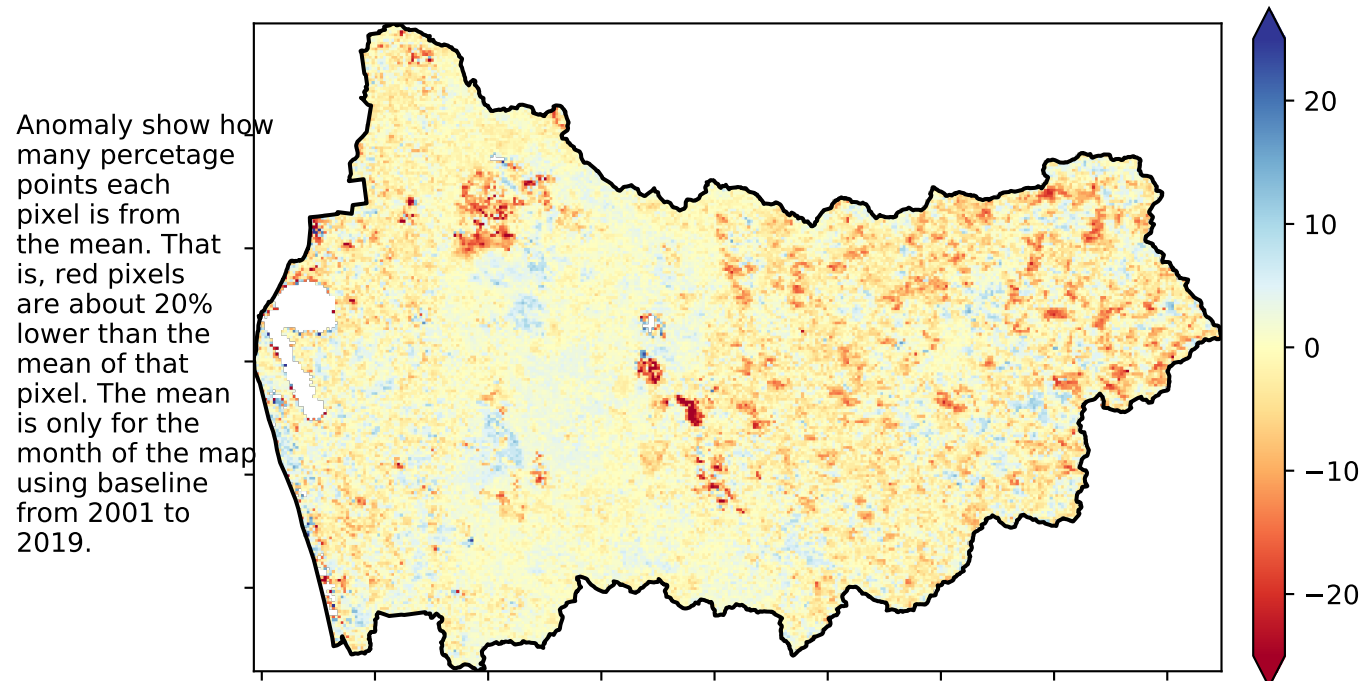 Anomaly show how
many percetage
points each
pixel is from
the mean. That
is, red pixels
are about 20%
lower than the
mean of that
pixel. The mean
is only for the
month of the map
using baseline
from 2001 to
2019.
20
10
0
−10
−20